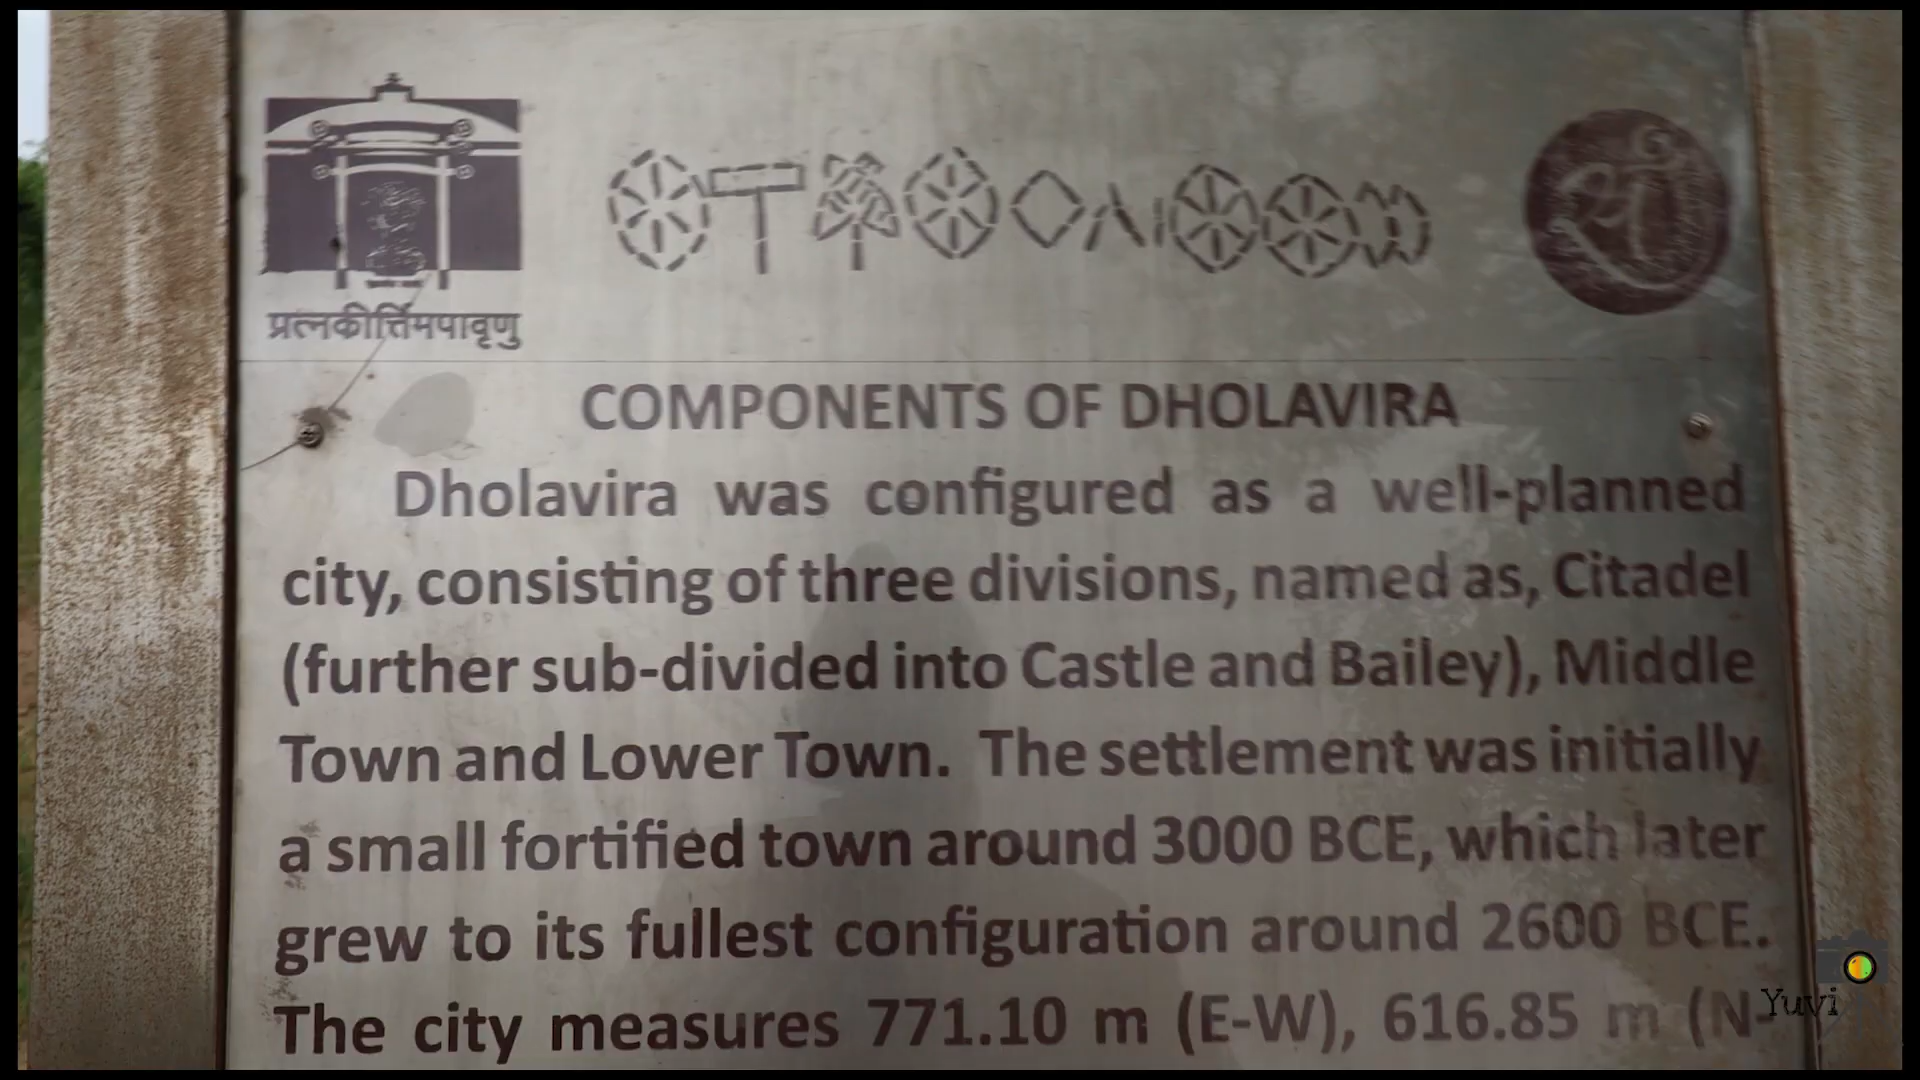 प्रत्नकीर्त्तिमपावृणु
COMPONENTS OF DHOLAVIRA
Dholavira was configured as a well-planned
city, consisting of three divisions, named as, Citadel
(further sub-divided into Castle and Bailey), Middle
Town and Lower Town. The settlement was initially
a small fortified town around 3000 BCE, which later
grew to its fullest configuration around 2600 BCE.
The city measures 771.10 m (E-W), 616.85 m (N-
Yuvi